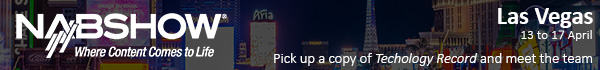 NABSHOW®
Where Content Comes to Life
Aria
Las Vegas
13 to 17 April
Pick up a copy of Techology Record and meet the team